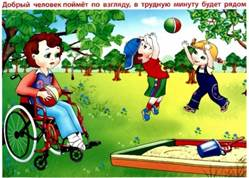 Добрый человек поймёт по взгляду, в трудную минуту будет рядом